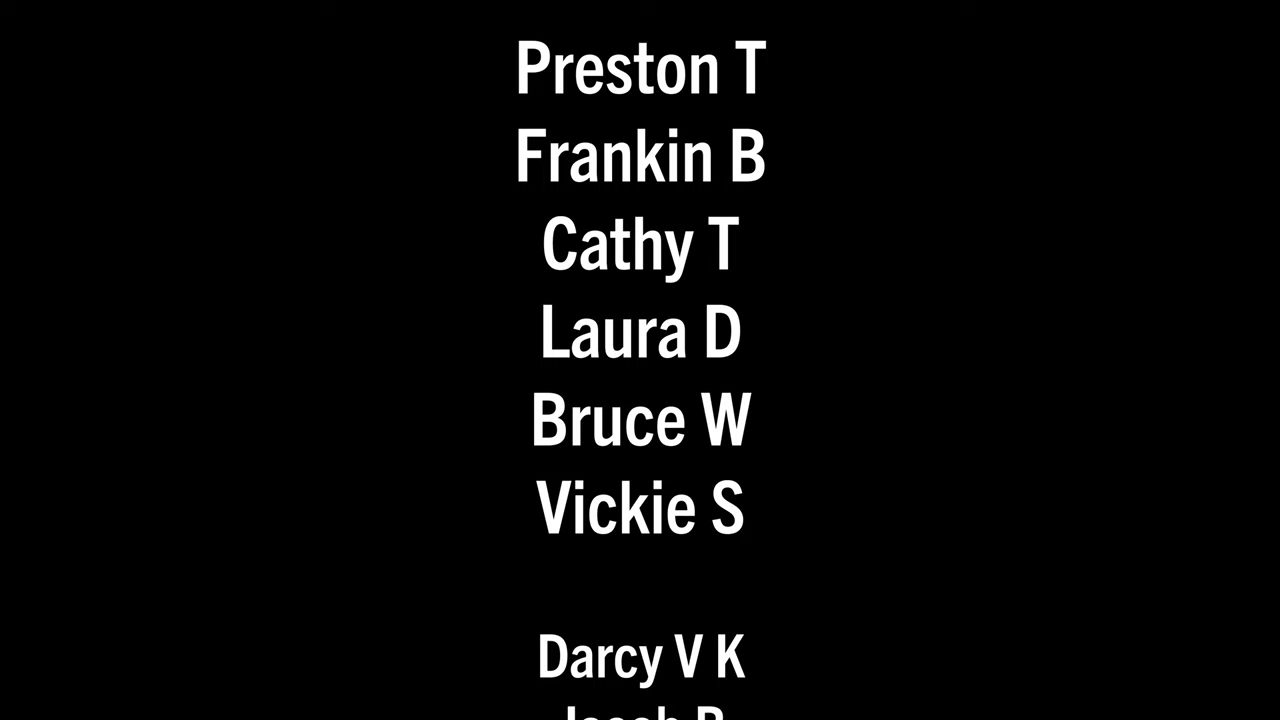 Preston T
Frankin B
Cathy T
Laura D
Bruce W
Vickie S
Darcy V K